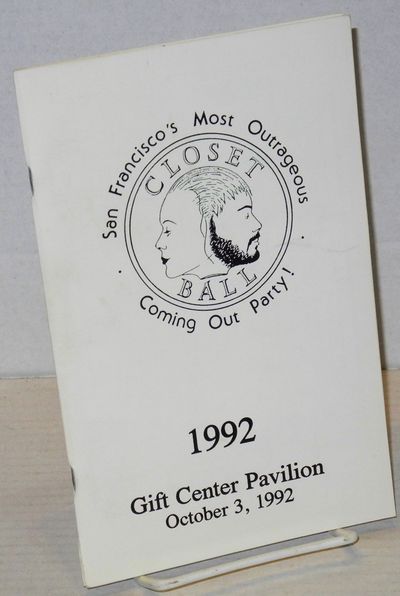 San Francisco's Most Outrageous
CLOSET
BALL
Coming Out Party!
1992
Gift Center Pavilion
October 3, 1992